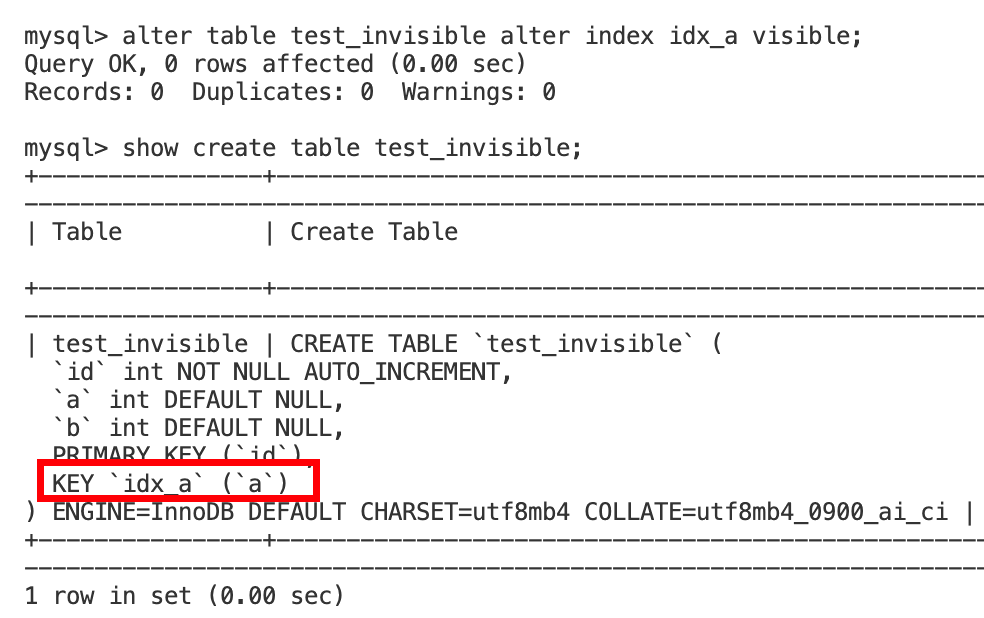 mysql> alter table test_invisible alter index idx_a visible;
Query OK, 0 rows affected (0.00 sec)
Records: 0  Duplicates: 0  Warnings: 0
mysql> show create table test_invisible;
+----------------+---------------------------------------------------
---------------------------------------------------------------------
| Table          | Create Table
+----------------+---------------------------------------------------
---------------------------------------------------------------------
| test_invisible | CREATE TABLE `test_invisible` (
  `id` int NOT NULL AUTO_INCREMENT,
  `a` int DEFAULT NULL,
  `b` int DEFAULT NULL,
  PRIMARY KEY (`id`),
  KEY `idx_a` (`a`)
) ENGINE=InnoDB DEFAULT CHARSET=utf8mb4 COLLATE=utf8mb4_0900_ai_ci |
+----------------+---------------------------------------------------
---------------------------------------------------------------------
1 row in set (0.00 sec)